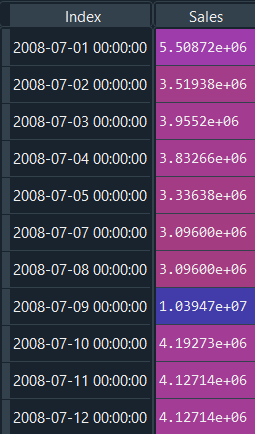 Index Sales
2008-07-01 00:00:00 5.50872e+06
2008-07-02 00:00:00 3.51938e+06
2008-07-03 00:00:00 3.9552e+06
2008-07-04 00:00:00 3.83266e+06
2008-07-05 00:00:00 3.33638e+06
2008-07-07 00:00:00 3.09600e+06
2008-07-08 00:00:00 3.09600e+06
2008-07-09 00:00:00 1.03947e+07
2008-07-10 00:00:00 4.19273e+06
2008-07-11 00:00:00 4.12714e+06
2008-07-12 00:00:00 4.12714e+06